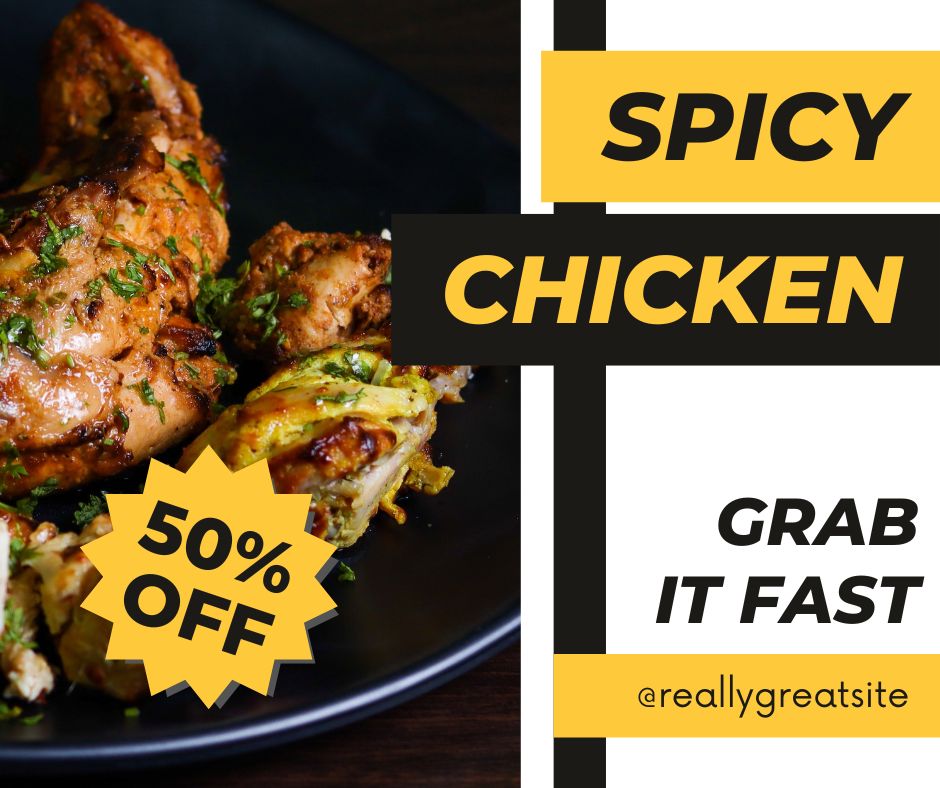 SPICY
CHICKEN
50%
OFF
GRAB
IT FAST
@reallygreatsite